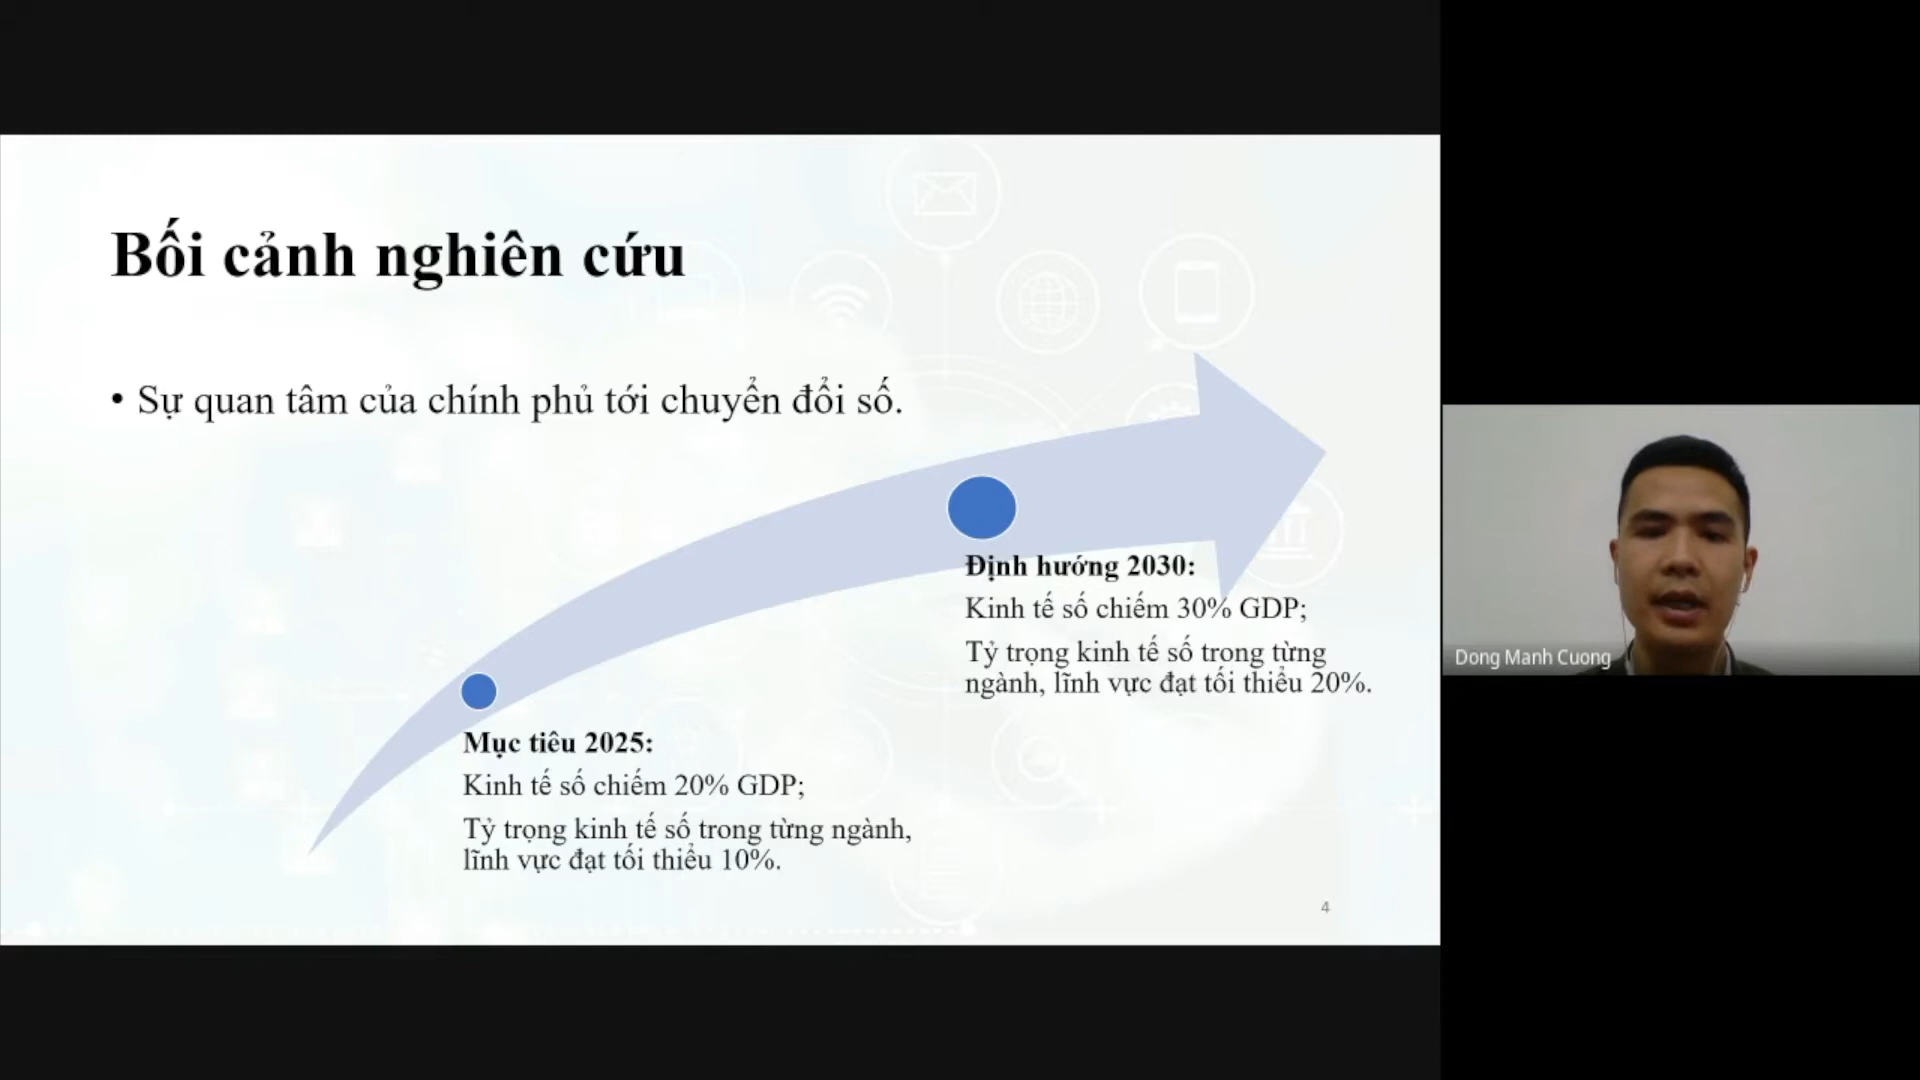 Bối cảnh nghiên cứu
• Sự quan tâm của chính phủ tới chuyển đổi số.
Định hướng 2030:
Kinh tế số chiếm 30% GDP;
Tỷ trọng kinh tế số trong từng
ngành, lĩnh vực đạt tối thiểu 20%.
Mục tiêu 2025:
Kinh tế số chiếm 20% GDP;
Tỷ trọng kinh tế số trong từng ngành,
lĩnh vực đạt tối thiểu 10%.
4
Dong Manh Cuong